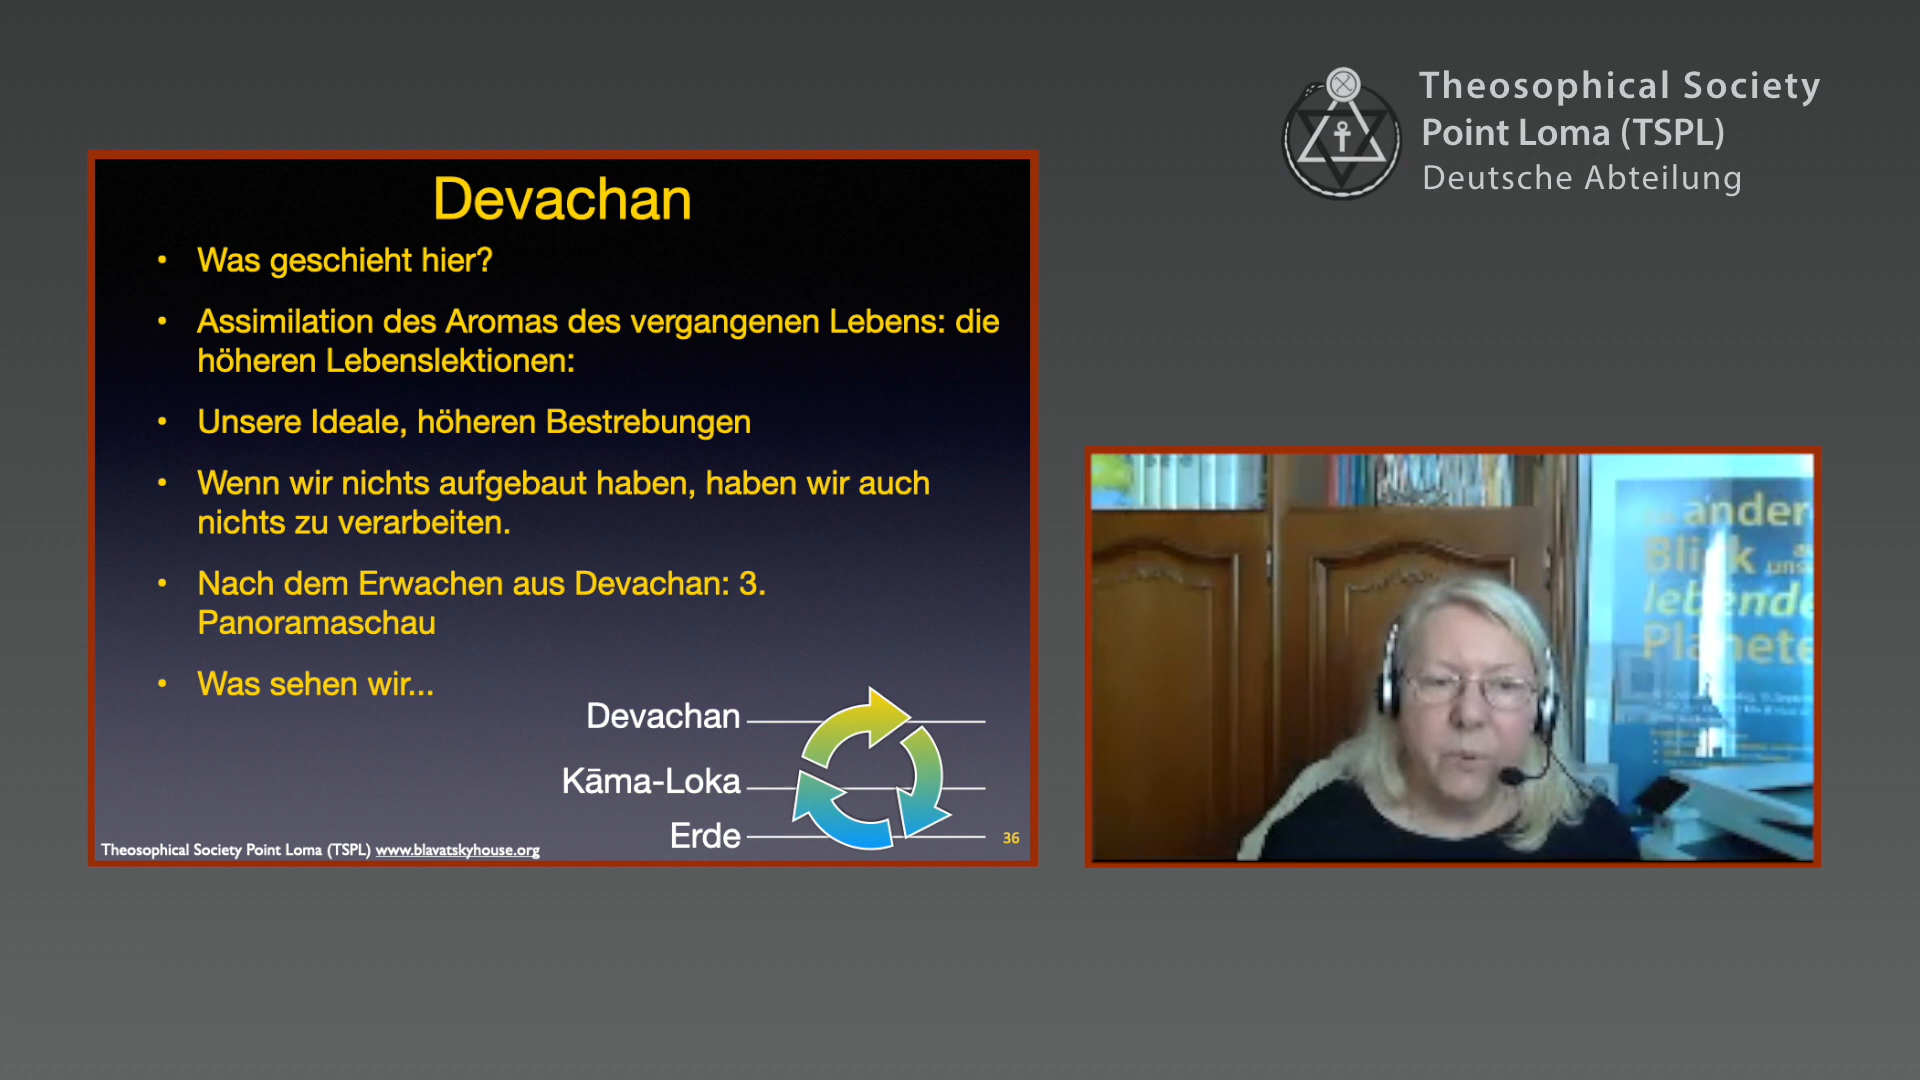 Theosophical Society
Point Loma (TSPL)
Deutsche Abteilung
Devachan
• Was geschieht hier?
• Assimilation des Aromas des vergangenen Lebens: die
höheren Lebenslektionen:
• Unsere Ideale, höheren Bestrebungen
• Wenn wir nichts aufgebaut haben, haben wir auch
nichts zu verarbeiten.
• Nach dem Erwachen aus Devachan: 3.
Panoramaschau
• Was sehen wir...
Devachan
Kāma-Loka
Erde
Theosophical Society Point Loma (TSPL) www.blavatskyhouse.org
36
ander
Blick
lebende
Planete